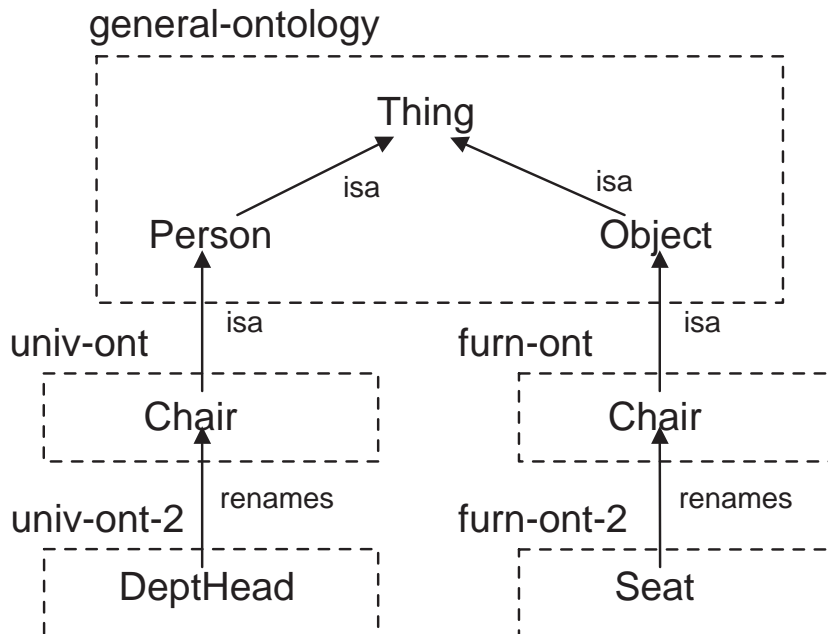 general-ontology
Thing
isa
isa
Person
Object
isa
isa
univ-ont
furn-ont
Chair
Chair
renames
renames
univ-ont-2
furn-ont-2
DeptHead
Seat